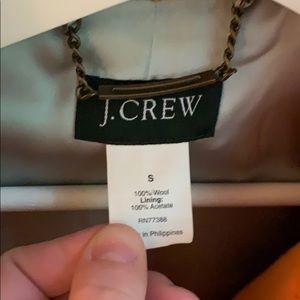 J.CREW
S
100% Wool
Lining:
100% Acetate
RN77388
in Philippines